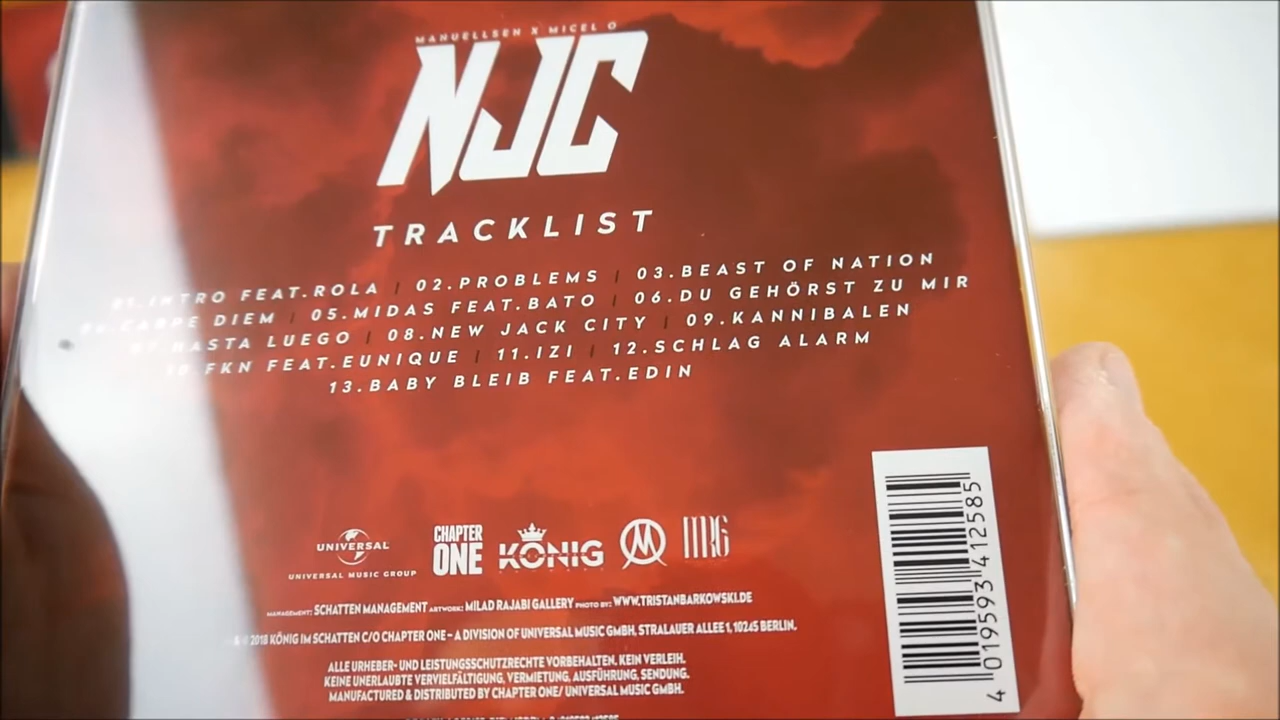 MANUELLSEN X MICEL O
NJC
TRACKLIST
01.INTRO FEAT.ROLA | 02.PROBLEMS | 03.BEAST OF NATION
04.CARPE DIEM | 05.MIDAS FEAT.BATO | 06.DU GEHÖRST ZU MIR
07.HASTA LUEGO | 08.NEW JACK CITY | 09.KANNIBALEN
10.FKN FEAT.EUNIQUE | 11.IZI | 12.SCHLAG ALARM
13.BABY BLEIB FEAT.EDIN
UNIVERSAL
UNIVERSAL MUSIC GROUP
CHAPTER
ONE
KÖNIG
MANAGEMENT: SCHATTEN MANAGEMENT ARTWORK: MILAD RAJABI GALLERY PHOTO BY: WWW.TRISTANBARKOWSKI.DE
& © 2018 KÖNIG IM SCHATTEN C/O CHAPTER ONE - A DIVISION OF UNIVERSAL MUSIC GMBH, STRALAUER ALLEE 1, 10245 BERLIN.
ALLE URHEBER- UND LEISTUNGSSCHUTZRECHTE VORBEHALTEN. KEIN VERLEIH.
KEINE UNERLAUBTE VERVIELFÄLTIGUNG, VERMIETUNG, AUFFÜHRUNG, SENDUNG.
MANUFACTURED & DISTRIBUTED BY CHAPTER ONE/ UNIVERSAL MUSIC GMBH.
4 019593 412585